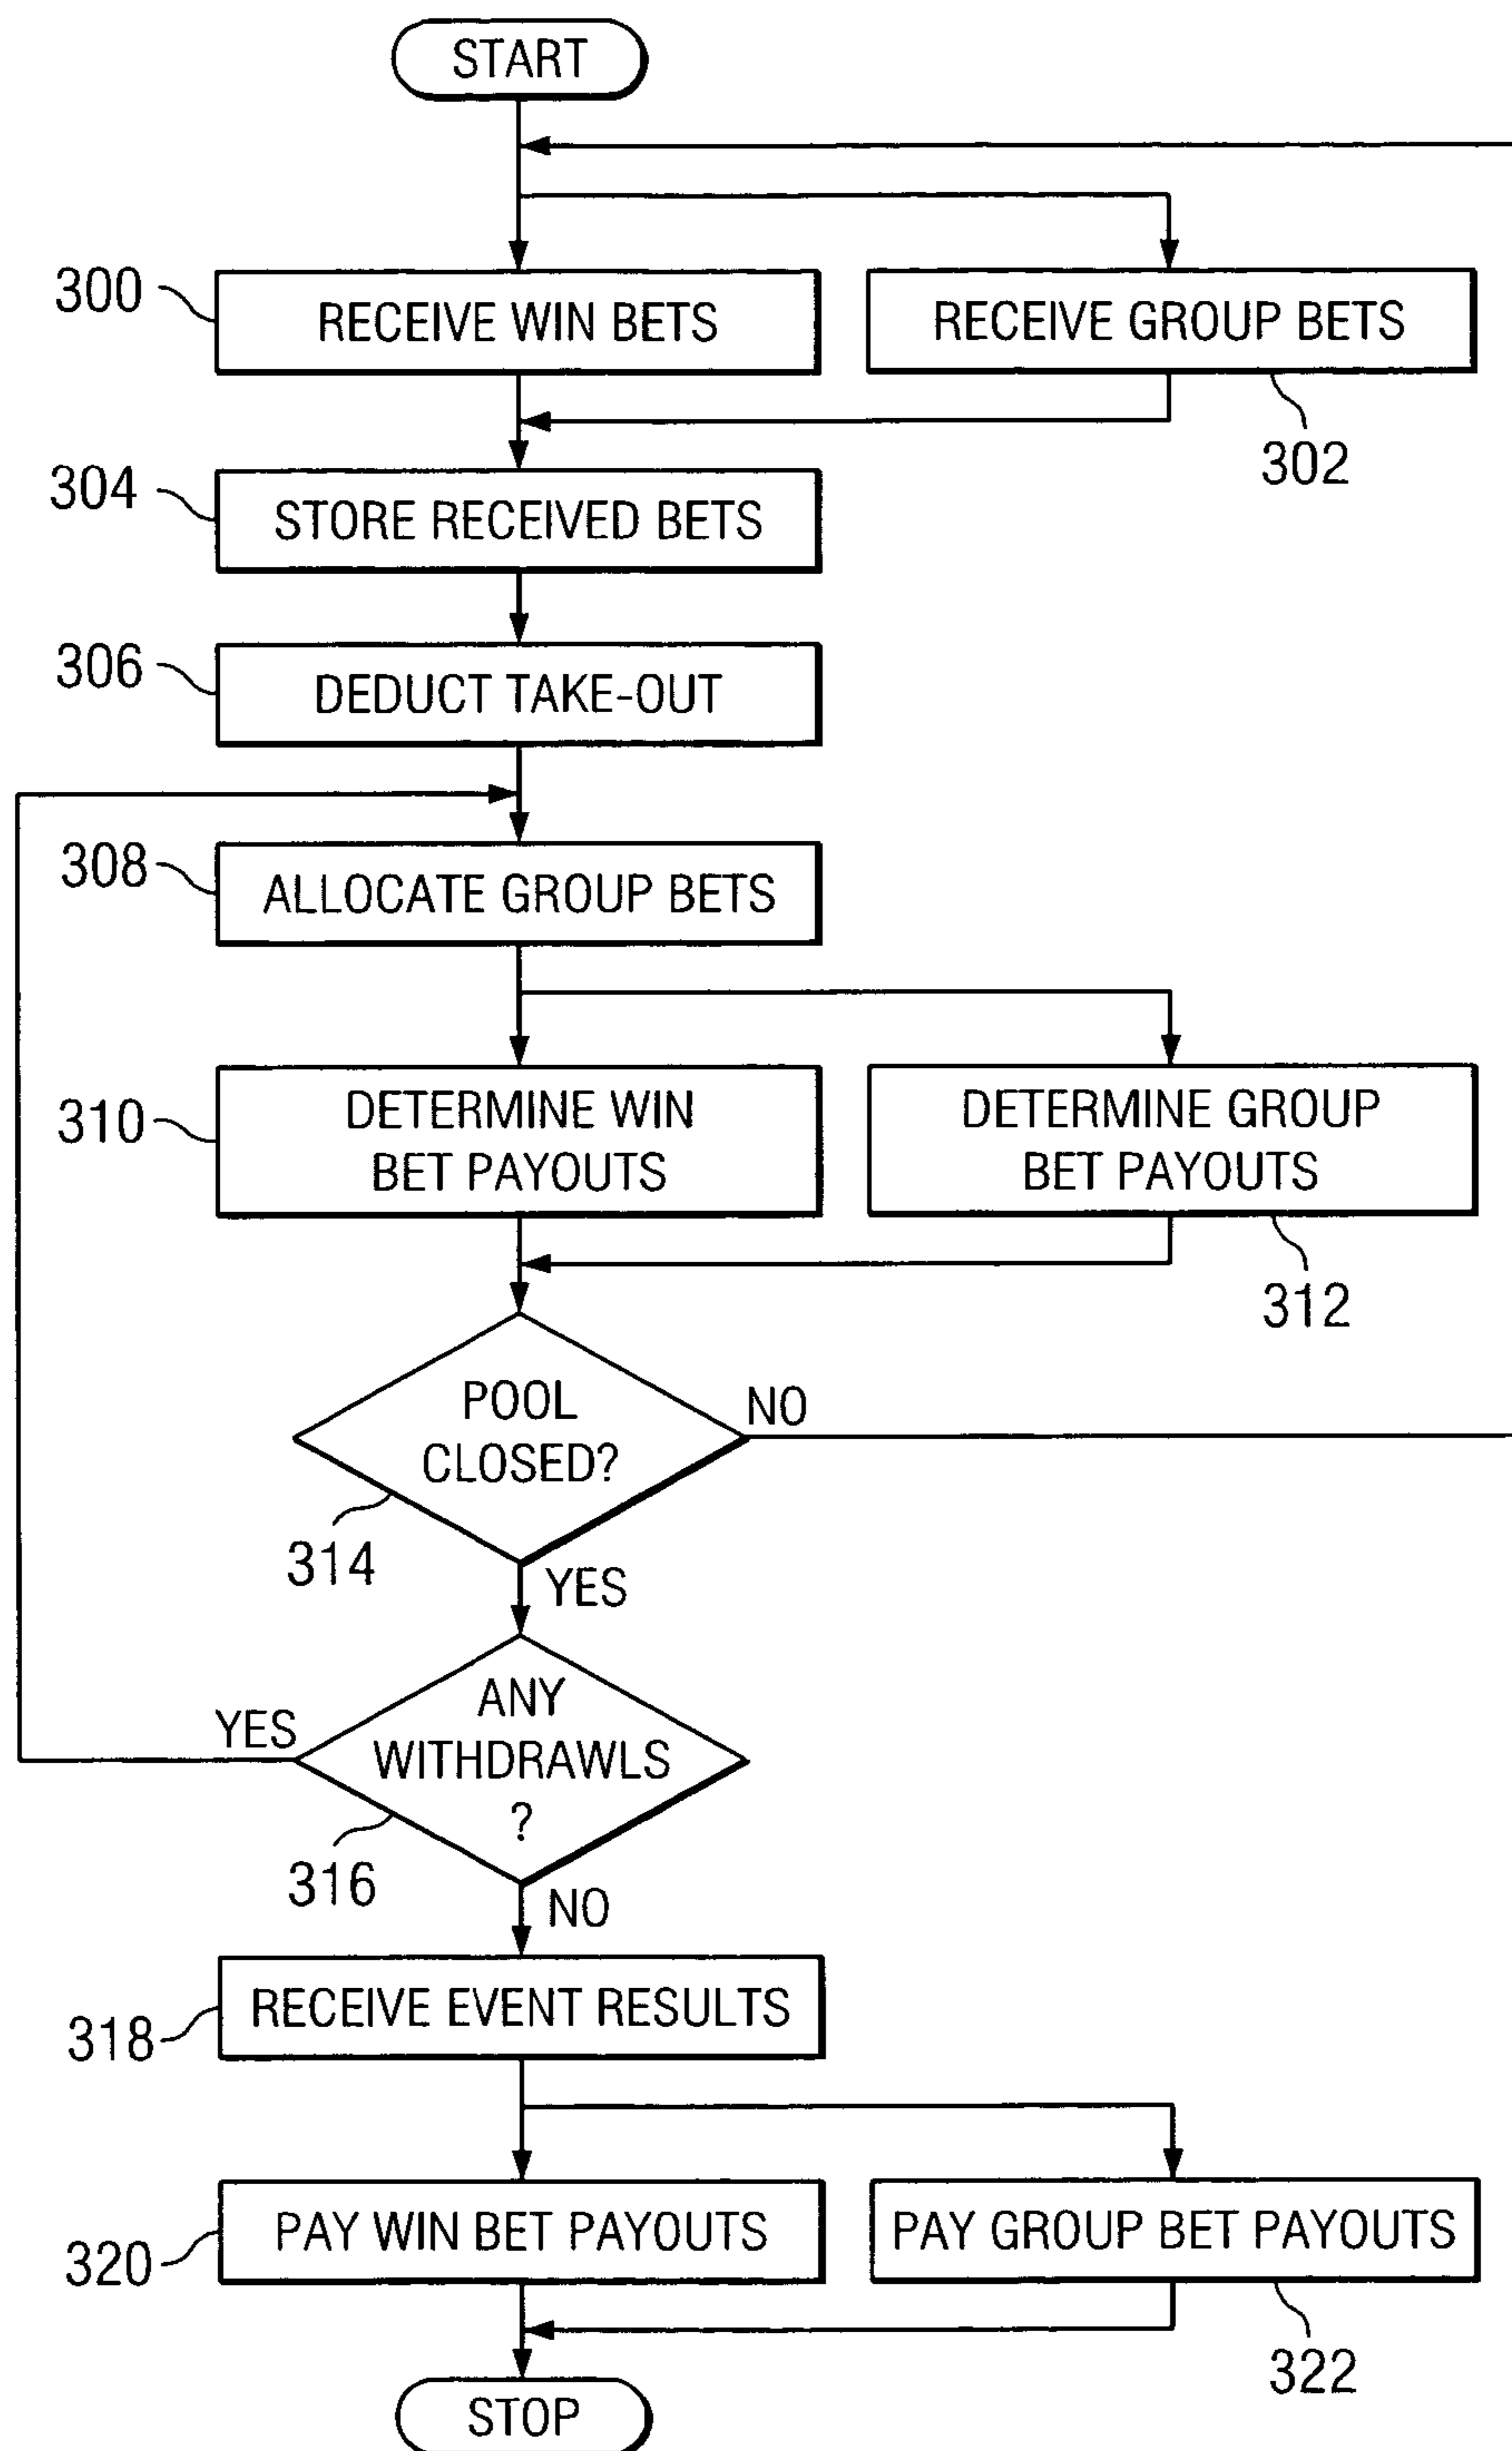 START
300
RECEIVE WIN BETS
RECEIVE GROUP BETS
302
304
STORE RECEIVED BETS
306
DEDUCT TAKE-OUT
308
ALLOCATE GROUP BETS
310
DETERMINE WIN
BET PAYOUTS
DETERMINE GROUP
BET PAYOUTS
312
POOL
CLOSED?
NO
314
YES
ANY
WITHDRAWLS
?
YES
316
NO
318
RECEIVE EVENT RESULTS
320
PAY WIN BET PAYOUTS
PAY GROUP BET PAYOUTS
322
STOP